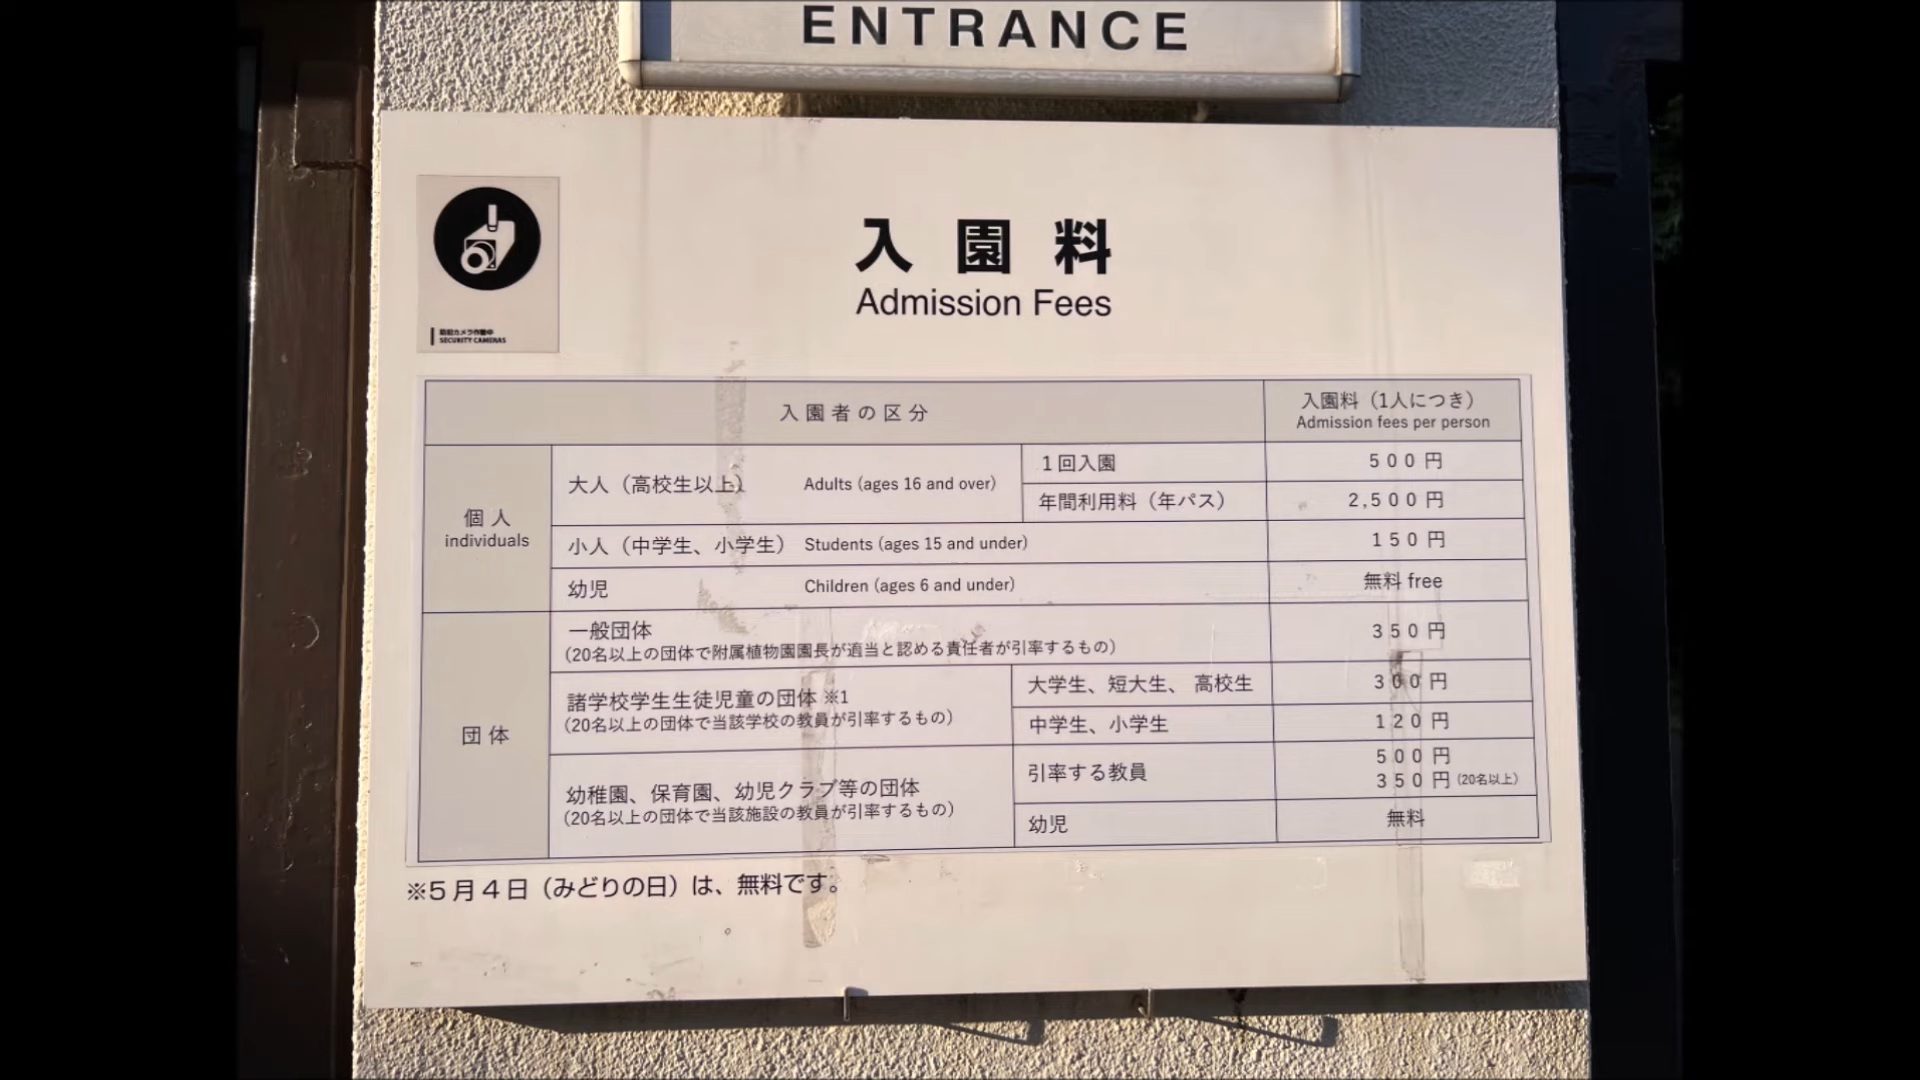 ENTRANCE
防犯カメラ作動中
SECURITY CAMERAS
入園料
Admission Fees
入園者の区分
入園料（1人につき）
Admission fees per person
個人
individuals
大人（高校生以上） Adults (ages 16 and over)
1回入園
500円
年間利用料（年パス）
2,500円
小人（中学生、小学生） Students (ages 15 and under)
150円
幼児 Children (ages 6 and under)
無料 free
団体
一般団体
（20名以上の団体で附属植物園園長が適当と認める責任者が引率するもの）
350円
諸学校学生生徒児童の団体 ※1
（20名以上の団体で当該学校の教員が引率するもの）
大学生、短大生、 高校生
300円
中学生、小学生
120円
幼稚園、保育園、幼児クラブ等の団体
（20名以上の団体で当該施設の教員が引率するもの）
引率する教員
500円
350円（20名以上）
幼児
無料
※5月4日（みどりの日）は、無料です。